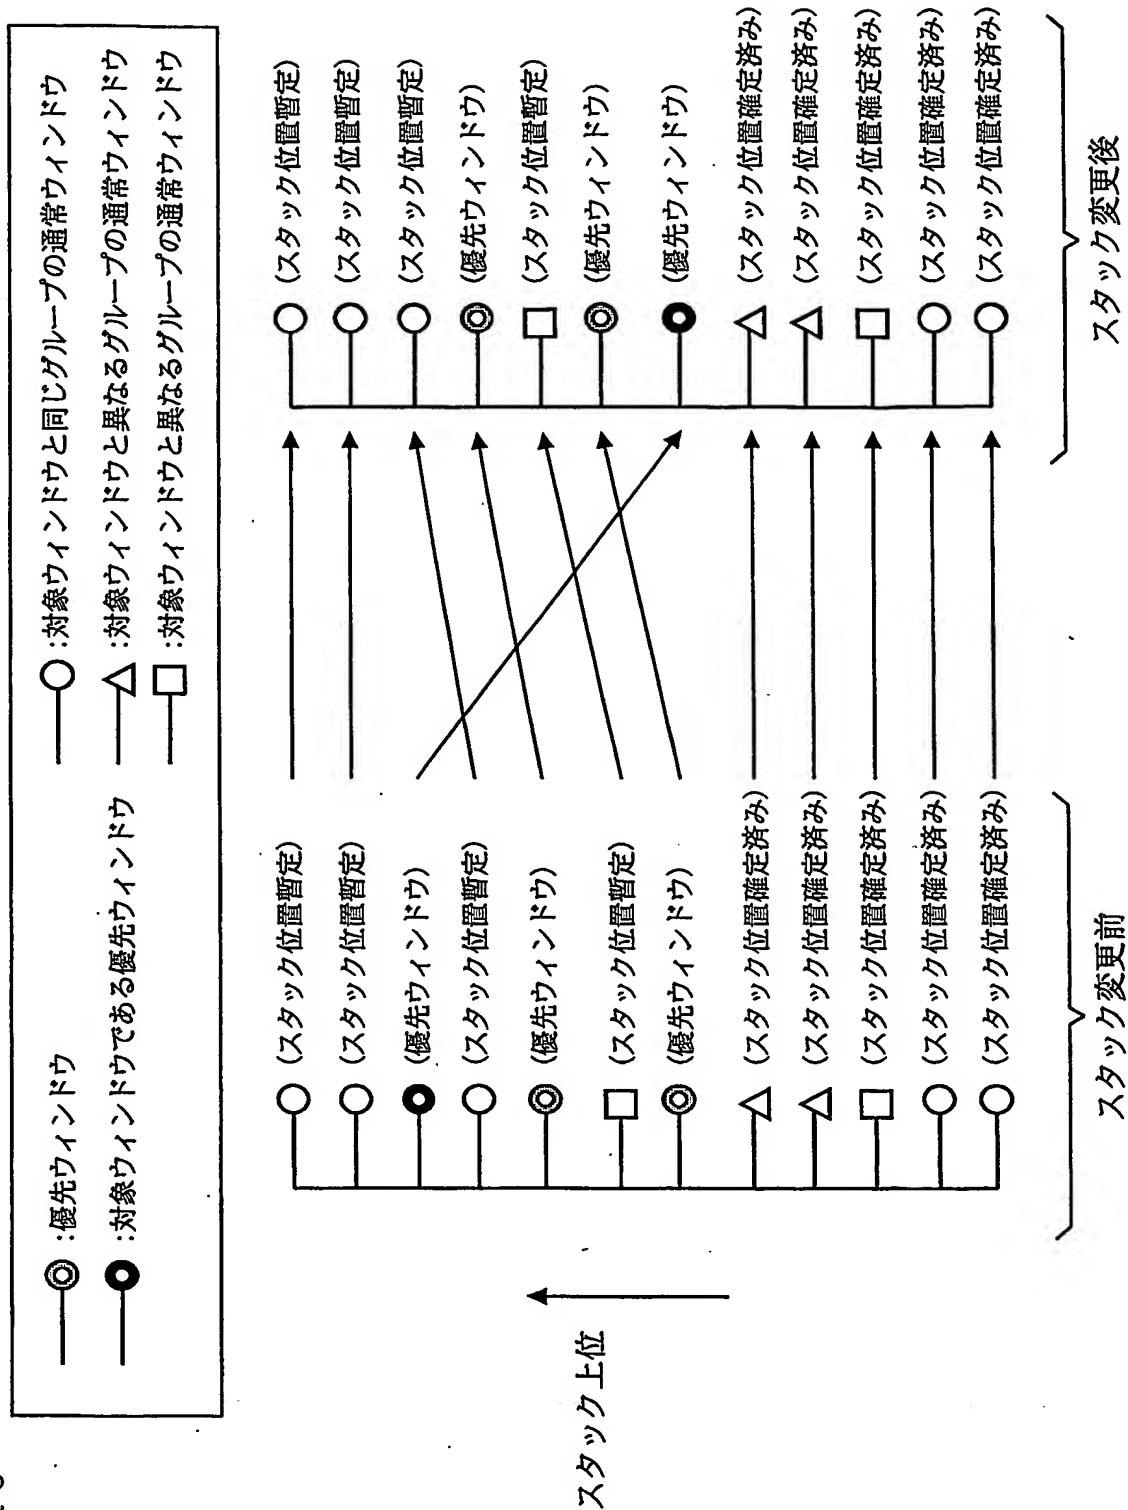 :優先ウィンドウ
:対象ウィンドウである優先ウィンドウ
:対象ウィンドウと同じグループの通常ウィンドウ
:対象ウィンドウと異なるグループの通常ウィンドウ
:対象ウィンドウと異なるグループの通常ウィンドウ
スタック上位
(スタック位置暫定)
(スタック位置暫定)
(優先ウィンドウ)
(スタック位置暫定)
(優先ウィンドウ)
(スタック位置暫定)
(優先ウィンドウ)
(スタック位置確定済み)
(スタック位置確定済み)
(スタック位置確定済み)
(スタック位置確定済み)
(スタック位置確定済み)
スタック変更前
(スタック位置暫定)
(スタック位置暫定)
(スタック位置暫定)
(優先ウィンドウ)
(スタック位置暫定)
(優先ウィンドウ)
(優先ウィンドウ)
(スタック位置確定済み)
(スタック位置確定済み)
(スタック位置確定済み)
(スタック位置確定済み)
(スタック位置確定済み)
スタック変更後